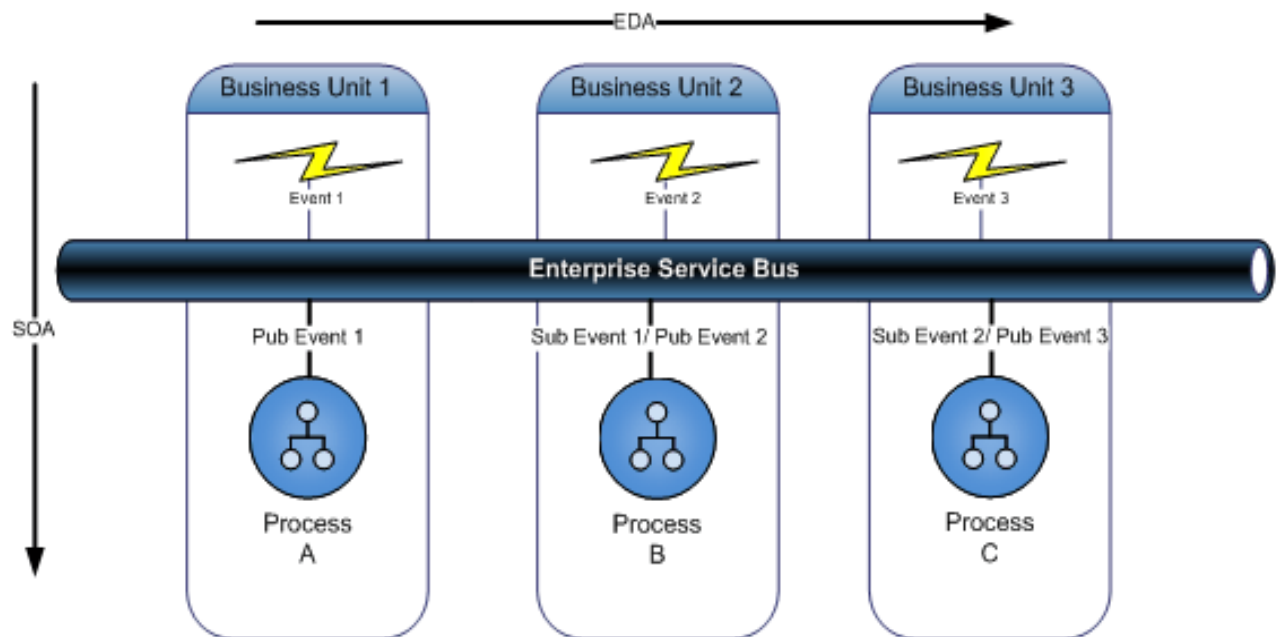 EDA
Business Unit 1
Business Unit 2
Business Unit 3
Event 1
Event 2
Event 3
Enterprise Service Bus
SOA
Pub Event 1
Sub Event 1/ Pub Event 2
Sub Event 2/ Pub Event 3
Process
A
Process
B
Process
C